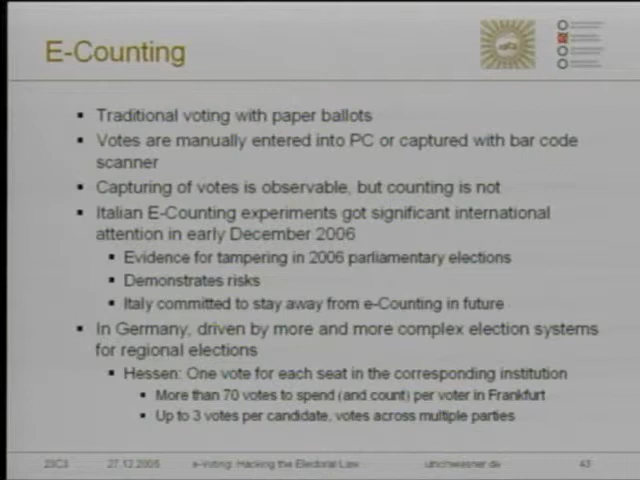 E-Counting
▪ Traditional voting with paper ballots
▪ Votes are manually entered into PC or captured with bar code
scanner
▪ Capturing of votes is observable, but counting is not
▪ Italian E-Counting experiments got significant international
attention in early December 2006
▪ Evidence for tampering in 2006 parliamentary elections
▪ Demonstrates risks
▪ Italy committed to stay away from e-Counting in future
▪ In Germany, driven by more and more complex election systems
for regional elections
▪ Hessen: One vote for each seat in the corresponding institution
▪ More than 70 votes to spend (and count) per voter in Frankfurt
▪ Up to 3 votes per candidate, votes across multiple parties
23C3 27.12.2006 e-Voting: Hacking the Electoral Law 43